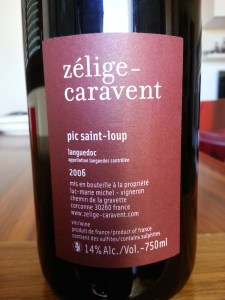 zélige-
caravent
pic saint-loup
languedoc
appellation languedoc contrôlée
2006
mis en bouteille à la propriété
luc-marie michel - vigneron
chemin de la gravette
corconne 30260 france
www.zelige-caravent.com
vin/wine
produit de france/product of france
contient des sulfites/contains sulphites
14% Alc./Vol.-750ml